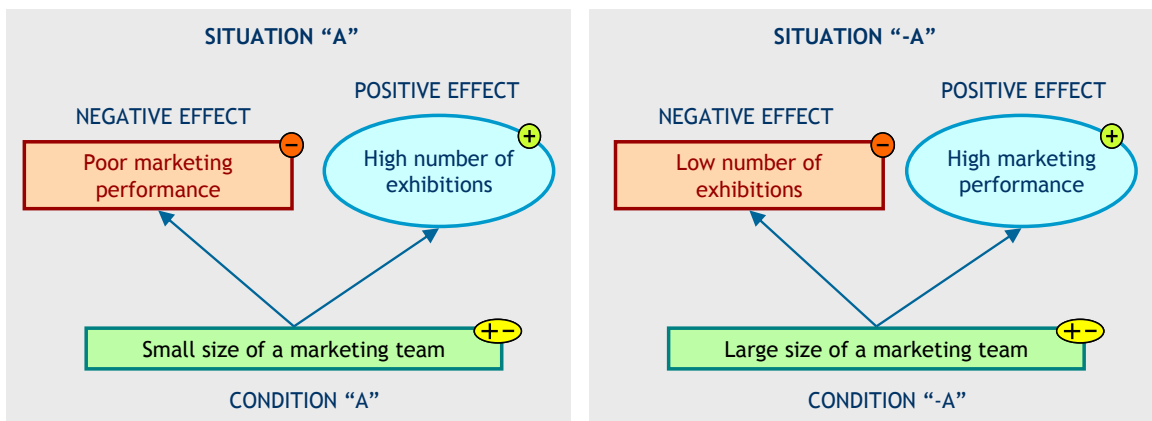 SITUATION “A”
NEGATIVE EFFECT
POSITIVE EFFECT
−
+
Poor marketing
performance
High number of
exhibitions
+−
Small size of a marketing team
CONDITION “A”
SITUATION “-A”
NEGATIVE EFFECT
POSITIVE EFFECT
−
+
Low number of
exhibitions
High marketing
performance
+−
Large size of a marketing team
CONDITION “-A”